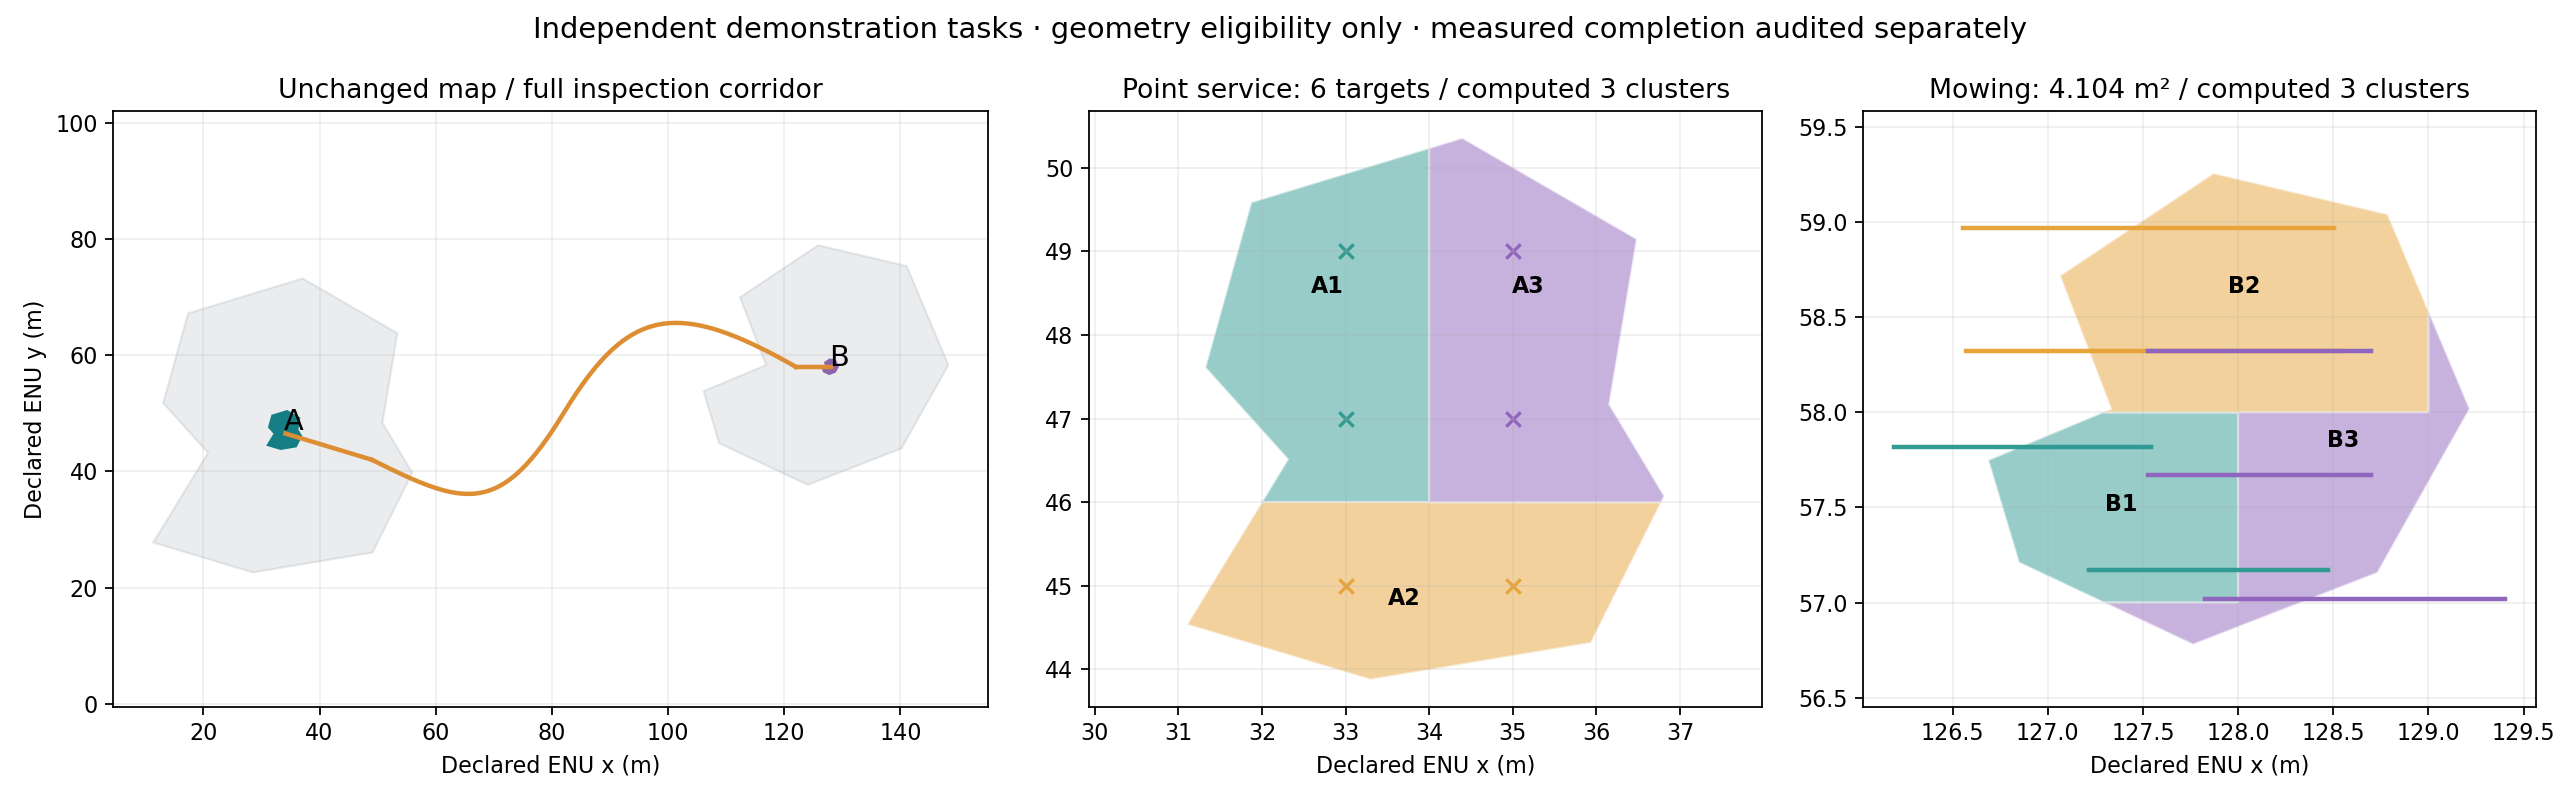 Independent demonstration tasks · geometry eligibility only · measured completion audited separately
Unchanged map / full inspection corridor
100
80
60
40
20
0
Declared ENU y (m)
A
B
20 40 60 80 100 120 140
Declared ENU x (m)
Point service: 6 targets / computed 3 clusters
50
49
48
47
46
45
44
A1
A3
A2
30 31 32 33 34 35 36 37
Declared ENU x (m)
Mowing: 4.104 m² / computed 3 clusters
59.5
59.0
58.5
58.0
57.5
57.0
56.5
B2
B3
B1
126.5 127.0 127.5 128.0 128.5 129.0 129.5
Declared ENU x (m)